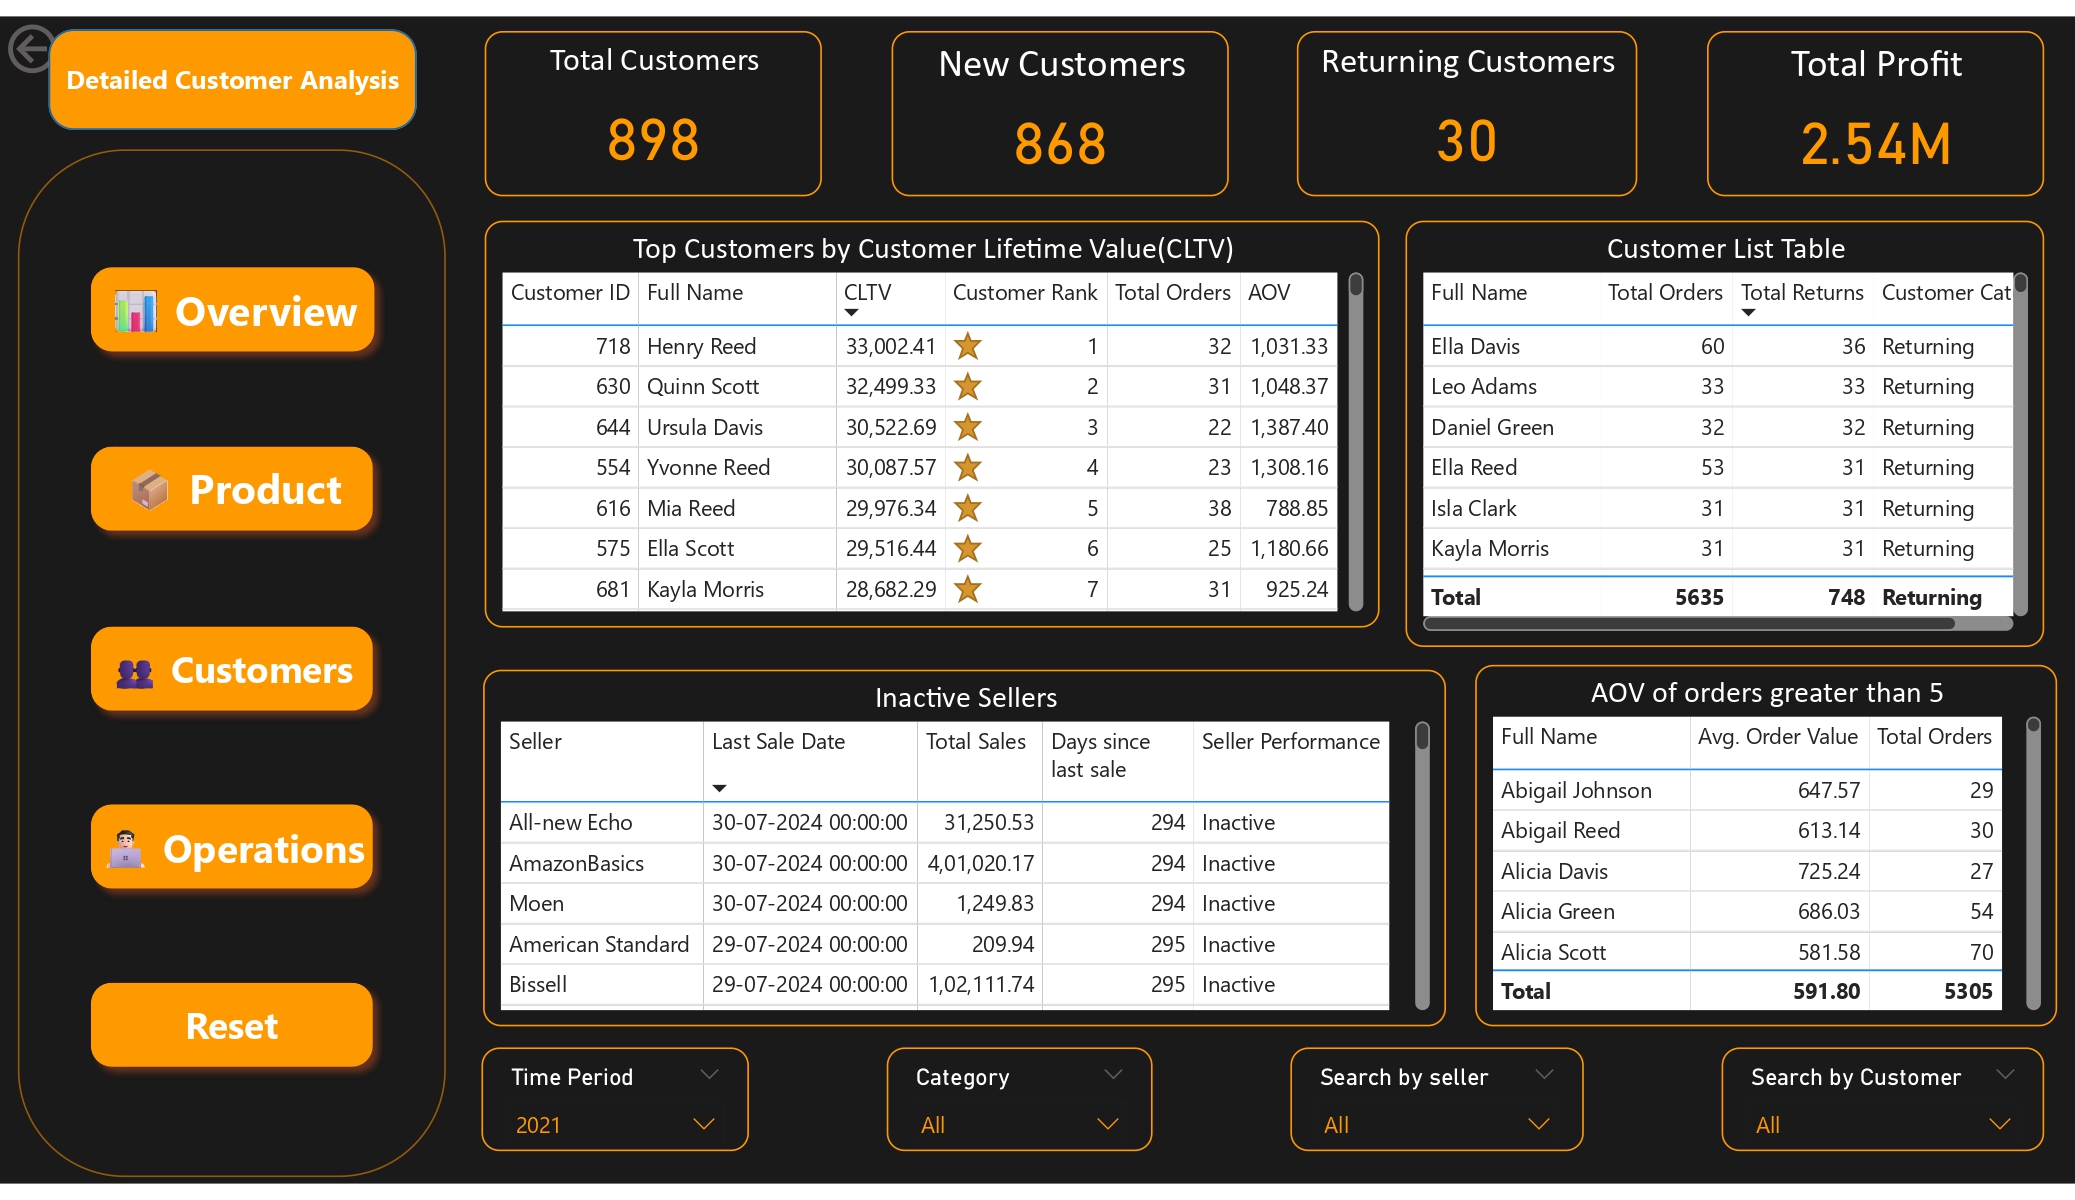 Detailed Customer Analysis
Overview
Product
Customers
Operations
Reset
Total Customers
898
New Customers
868
Returning Customers
30
Total Profit
2.54M
Top Customers by Customer Lifetime Value(CLTV)
Customer ID Full Name CLTV Customer Rank Total Orders AOV
718 Henry Reed 33,002.41 1 32 1,031.33
630 Quinn Scott 32,499.33 2 31 1,048.37
644 Ursula Davis 30,522.69 3 22 1,387.40
554 Yvonne Reed 30,087.57 4 23 1,308.16
616 Mia Reed 29,976.34 5 38 788.85
575 Ella Scott 29,516.44 6 25 1,180.66
681 Kayla Morris 28,682.29 7 31 925.24
Customer List Table
Full Name Total Orders Total Returns Customer Cat
Ella Davis 60 36 Returning
Leo Adams 33 33 Returning
Daniel Green 32 32 Returning
Ella Reed 53 31 Returning
Isla Clark 31 31 Returning
Kayla Morris 31 31 Returning
Total 5635 748 Returning
Inactive Sellers
Seller Last Sale Date Total Sales Days since last sale Seller Performance
All-new Echo 30-07-2024 00:00:00 31,250.53 294 Inactive
AmazonBasics 30-07-2024 00:00:00 4,01,020.17 294 Inactive
Moen 30-07-2024 00:00:00 1,249.83 294 Inactive
American Standard 29-07-2024 00:00:00 209.94 295 Inactive
Bissell 29-07-2024 00:00:00 1,02,111.74 295 Inactive
AOV of orders greater than 5
Full Name Avg. Order Value Total Orders
Abigail Johnson 647.57 29
Abigail Reed 613.14 30
Alicia Davis 725.24 27
Alicia Green 686.03 54
Alicia Scott 581.58 70
Total 591.80 5305
Time Period
2021
Category
All
Search by seller
All
Search by Customer
All